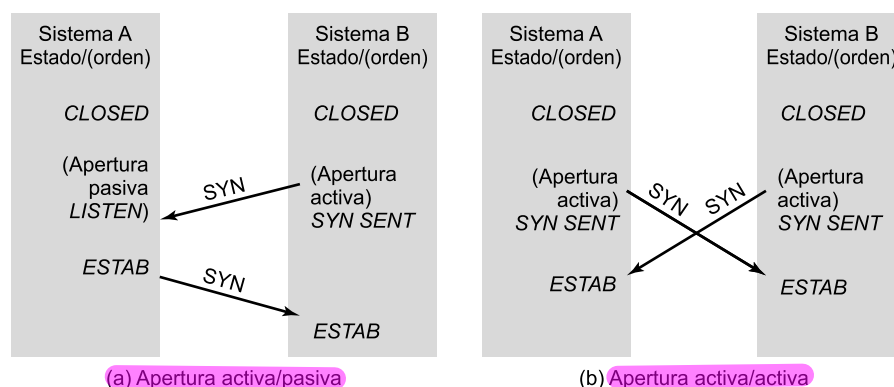 Sistema A
Estado/(orden)
CLOSED
(Apertura
pasiva
LISTEN)
ESTAB
SYN
SYN
Sistema B
Estado/(orden)
CLOSED
(Apertura
activa)
SYN SENT
ESTAB
(a) Apertura activa/pasiva
Sistema A
Estado/(orden)
CLOSED
(Apertura
activa)
SYN SENT
ESTAB
SYN
SYN
Sistema B
Estado/(orden)
CLOSED
(Apertura
activa)
SYN SENT
ESTAB
(b) Apertura activa/activa